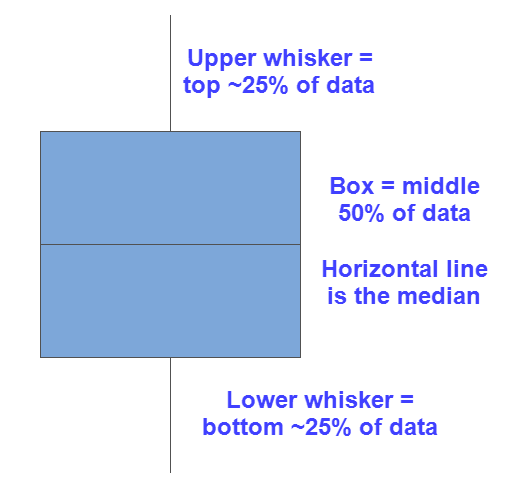 Upper whisker =
top ~25% of data
Box = middle
50% of data
Horizontal line
is the median
Lower whisker =
bottom ~25% of data